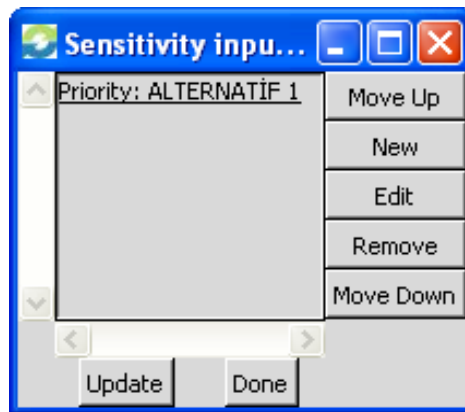 Sensitivity inpu...
Priority: ALTERNATİF 1
Move Up
New
Edit
Remove
Move Down
Update
Done